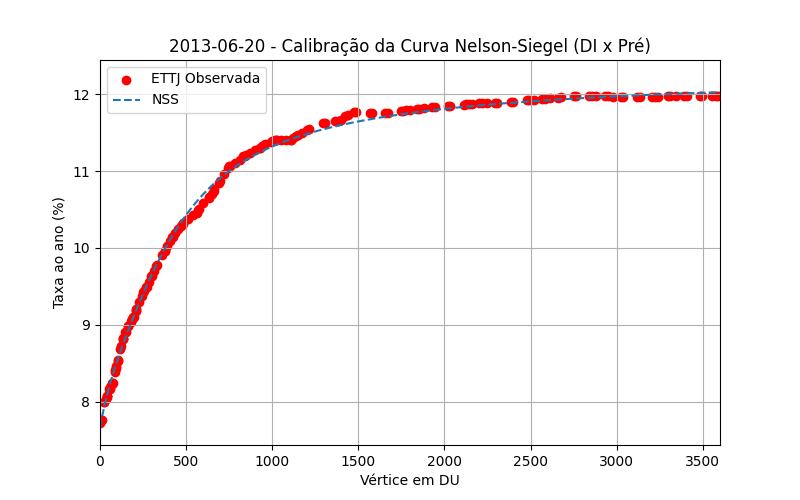 2013-06-20 - Calibração da Curva Nelson-Siegel (DI x Pré)
ETTJ Observada
NSS
Taxa ao ano (%)
12
11
10
9
8
0 500 1000 1500 2000 2500 3000 3500
Vértice em DU